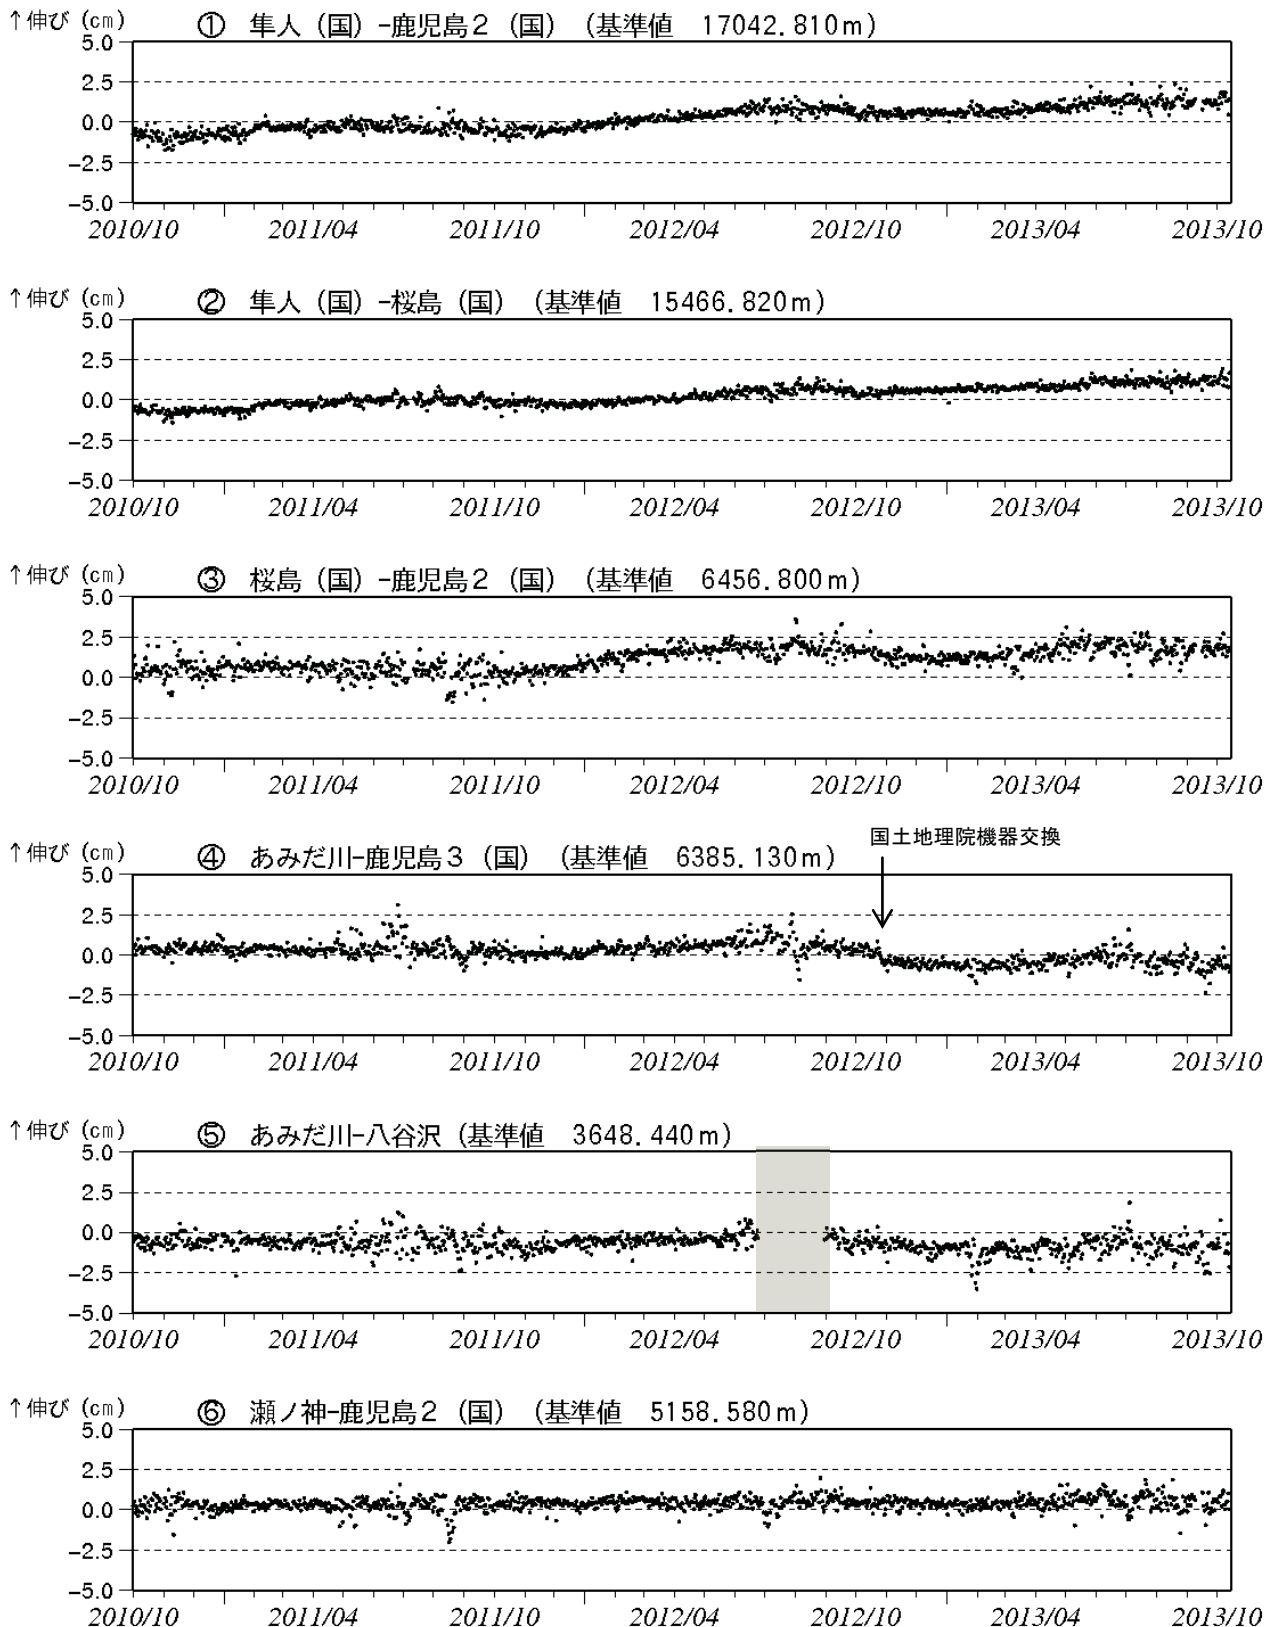 ↑伸び (cm) ① 隼人（国）-鹿児島２（国）（基準値 17042.810m）
5.0
2.5
0.0
-2.5
-5.0
2010/10 2011/04 2011/10 2012/04 2012/10 2013/04 2013/10
↑伸び (cm) ② 隼人（国）-桜島（国）（基準値 15466.820m）
5.0
2.5
0.0
-2.5
-5.0
2010/10 2011/04 2011/10 2012/04 2012/10 2013/04 2013/10
↑伸び (cm) ③ 桜島（国）-鹿児島２（国）（基準値 6456.800m）
5.0
2.5
0.0
-2.5
-5.0
2010/10 2011/04 2011/10 2012/04 2012/10 2013/04 2013/10
国土地理院機器交換
↑伸び (cm) ④ あみだ川-鹿児島３（国）（基準値 6385.130m）
5.0
2.5
0.0
-2.5
-5.0
2010/10 2011/04 2011/10 2012/04 2012/10 2013/04 2013/10
↑伸び (cm) ⑤ あみだ川-八谷沢（基準値 3648.440m）
5.0
2.5
0.0
-2.5
-5.0
2010/10 2011/04 2011/10 2012/04 2012/10 2013/04 2013/10
↑伸び (cm) ⑥ 瀬ノ神-鹿児島２（国）（基準値 5158.580m）
5.0
2.5
0.0
-2.5
-5.0
2010/10 2011/04 2011/10 2012/04 2012/10 2013/04 2013/10